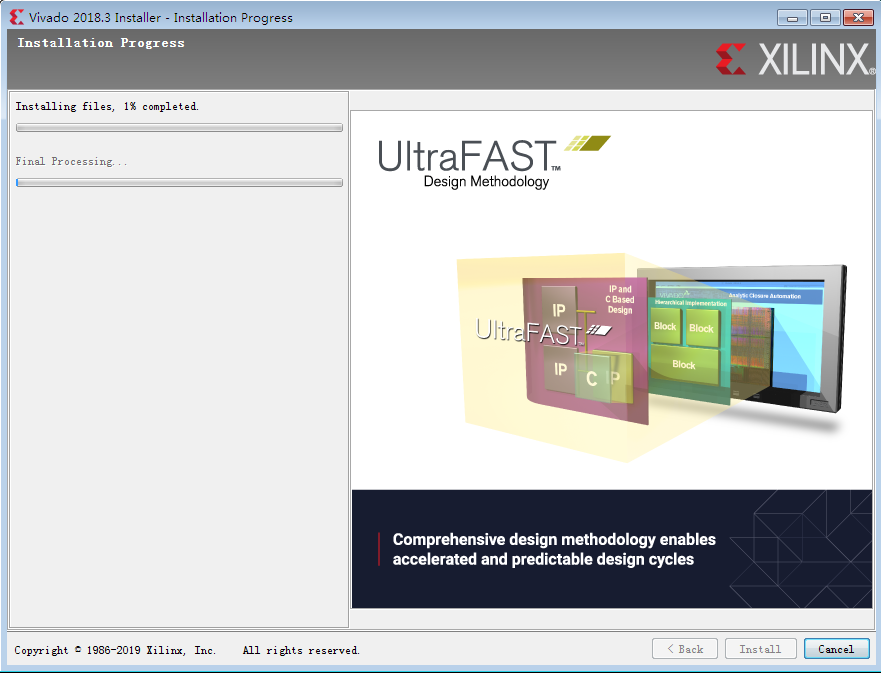 Vivado 2018.3 Installer - Installation Progress
Installation Progress
XILINX®
Installing files, 1% completed.
Final Processing...
UltraFAST™
Design Methodology
IP and
C Based
Design
IP
UltraFAST
IP
C
IP
VIVADO
Analytic Closure Automation
Hierarchical Implementation
Block
Block
Block
Comprehensive design methodology enables
accelerated and predictable design cycles
Copyright © 1986-2019 Xilinx, Inc. All rights reserved.
< Back
Install
Cancel